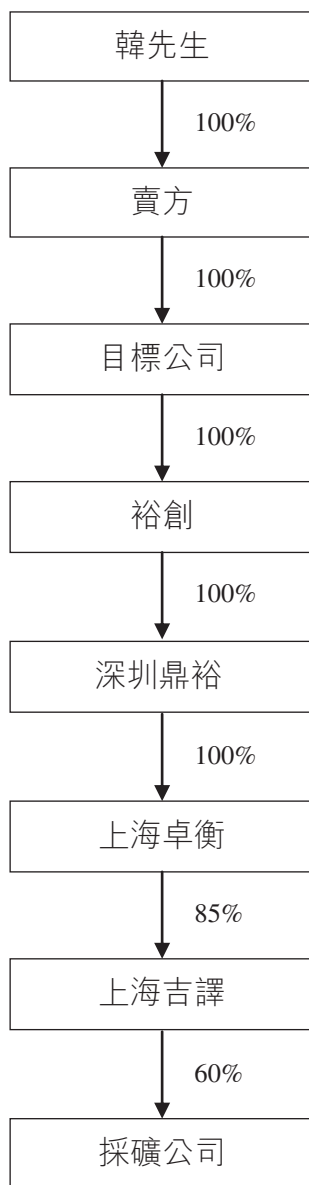 韓先生
100%
賣方
100%
目標公司
100%
裕創
100%
深圳鼎裕
100%
上海卓衡
85%
上海吉譯
60%
採礦公司